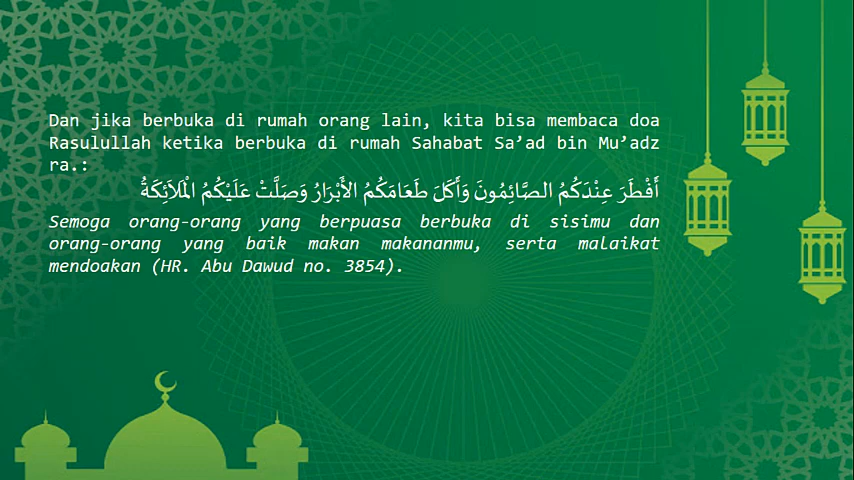 Dan jika berbuka di rumah orang lain, kita bisa membaca doa
Rasulullah ketika berbuka di rumah Sahabat Sa’ad bin Mu’adz
ra.:
أَفْطَرَ عِنْدَكُمُ الصَّائِمُونَ وَأَكَلَ طَعَامَكُمُ الأَبْرَارُ وَصَلَّتْ عَلَيْكُمُ الْمَلاَئِكَةُ
Semoga orang-orang yang berpuasa berbuka di sisimu dan
orang-orang yang baik makan makananmu, serta malaikat
mendoakan (HR. Abu Dawud no. 3854).